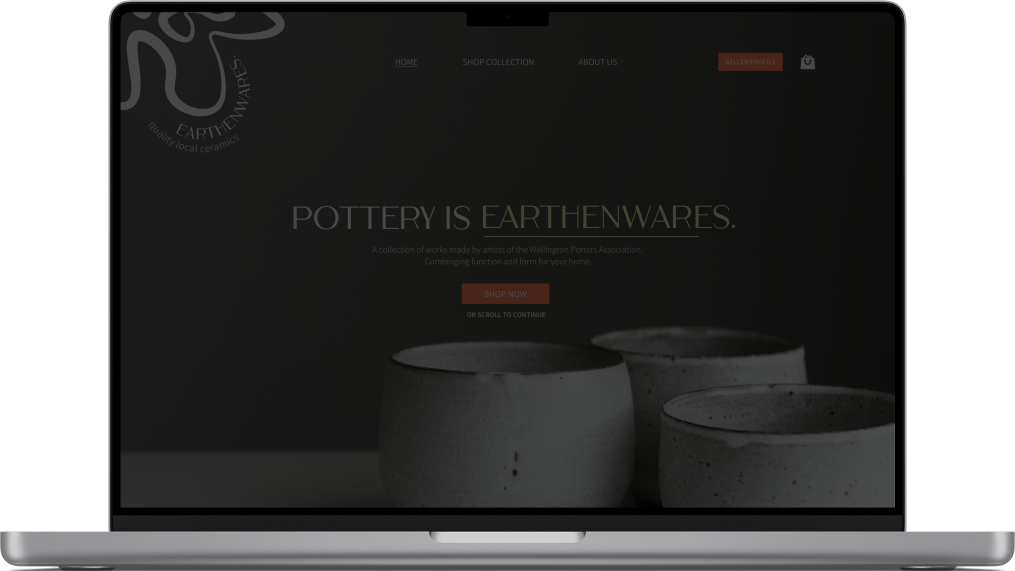 EARTHENWARES.
quality local ceramics
HOME
SHOP COLLECTION
ABOUT US
SELLER PROFILE
POTTERY IS EARTHENWARES.
A collection of works made by artists of the Wellington Potters Association.
Combinging function and form for your home.
SHOP NOW
OR SCROLL TO CONTINUE